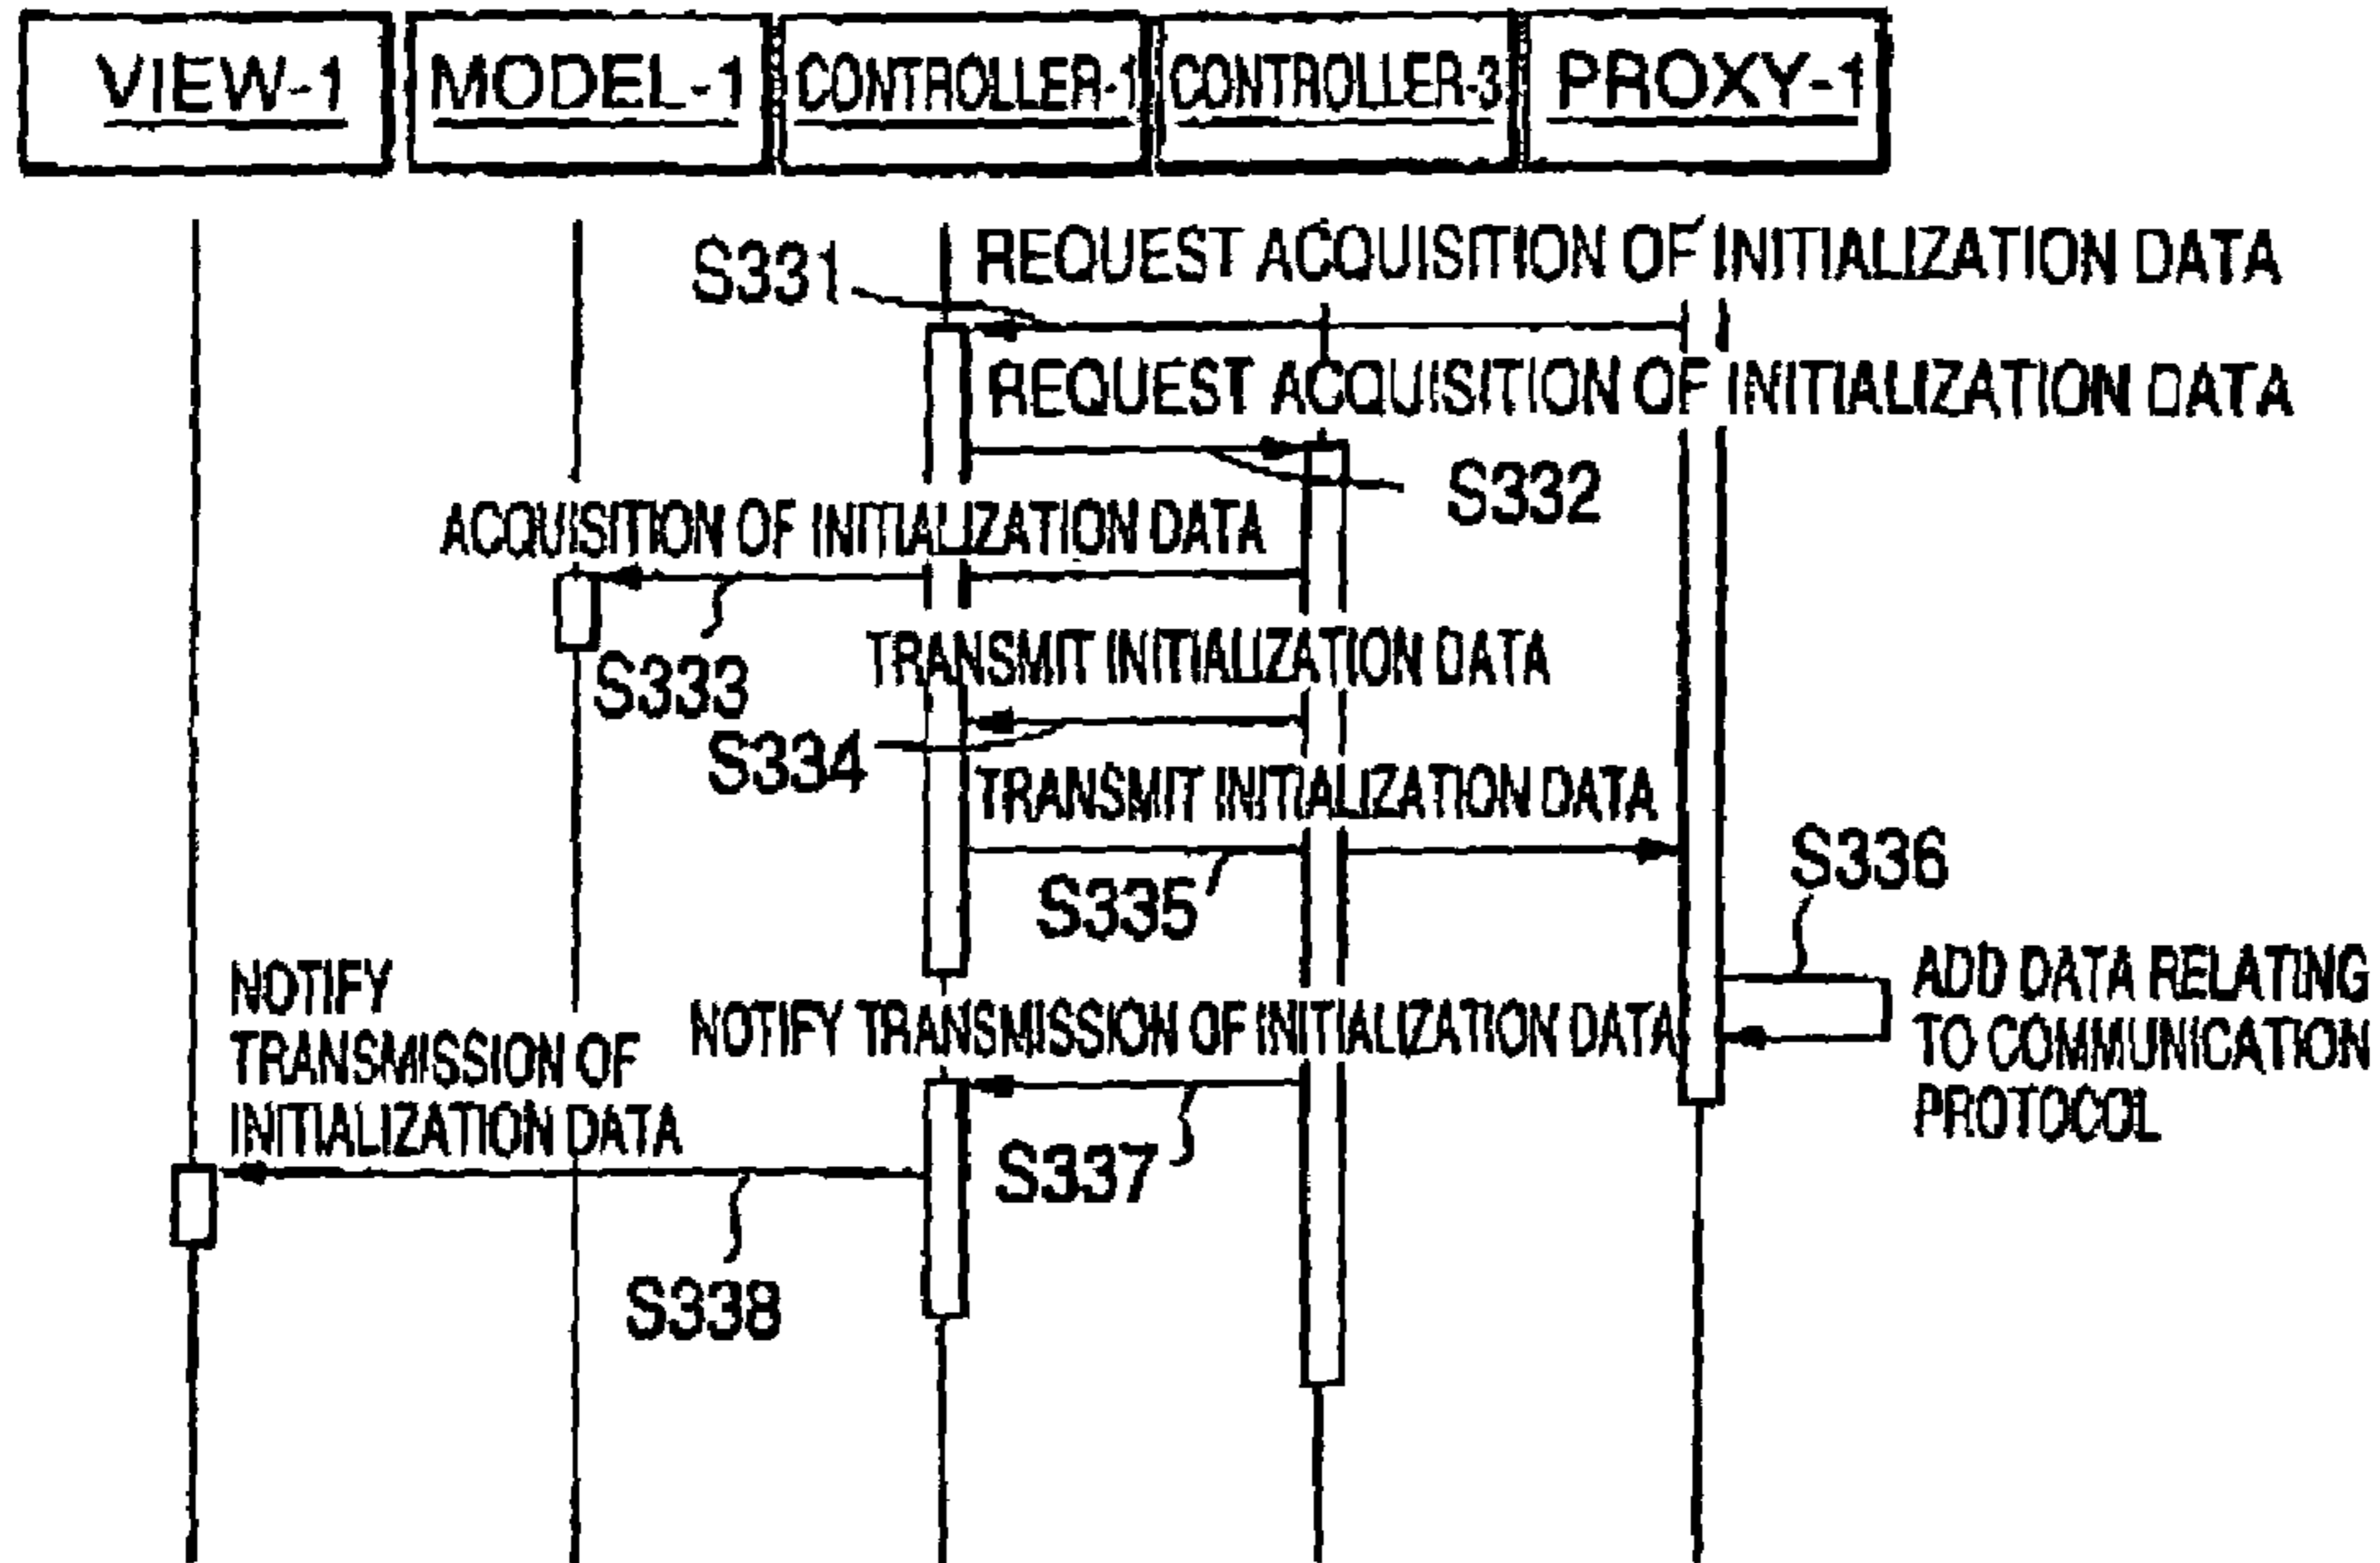 VIEW-1
MODEL-1
CONTROLLER-1
CONTROLLER-3
PROXY-1
S331
REQUEST ACQUISITION OF INITIALIZATION DATA
REQUEST ACQUISITION OF INITIALIZATION DATA
S332
ACQUISITION OF INITIALIZATION DATA
S333
TRANSMIT INITIALIZATION DATA
S334
TRANSMIT INITIALIZATION DATA
S335
S336
ADD DATA RELATING
TO COMMUNICATION
PROTOCOL
NOTIFY
TRANSMISSION OF
INITIALIZATION DATA
NOTIFY TRANSMISSION OF INITIALIZATION DATA
S337
S338